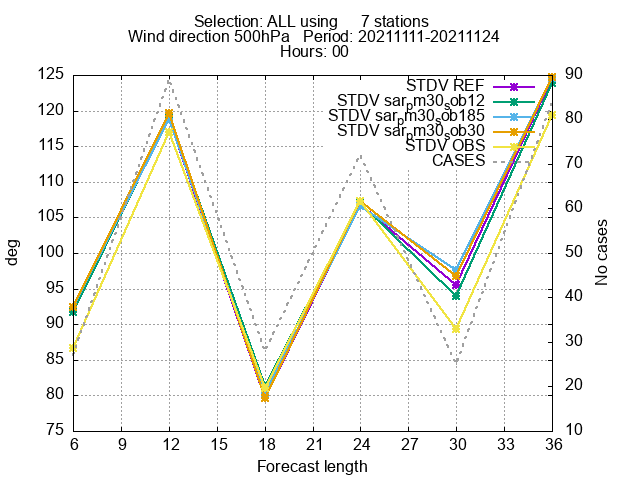 Selection: ALL using 7 stations
Wind direction 500hPa Period: 20211111-20211124
Hours: 00
STDV REF
STDV sarpm30sob12
STDV sarpm30sob185
STDV sarpm30sob30
STDV OBS
CASES
125
120
115
110
105
100
95
90
85
80
75
deg
90
80
70
60
50
40
30
20
10
No cases
6 9 12 15 18 21 24 27 30 33 36
Forecast length